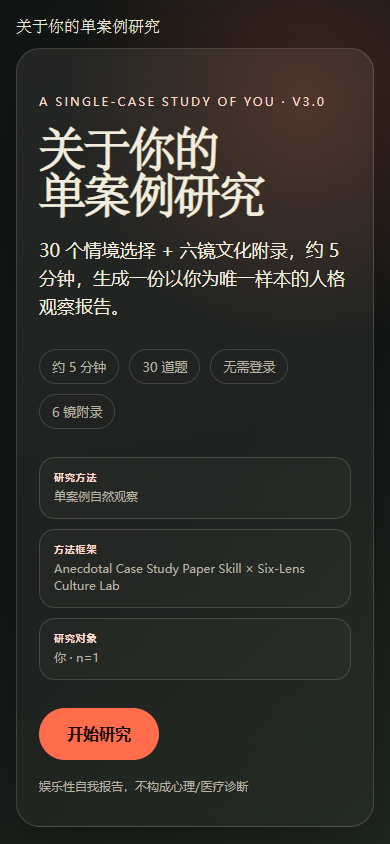 关于你的单案例研究
A SINGLE-CASE STUDY OF YOU · V3.0
关于你的
单案例研究
30 个情境选择 + 六镜文化附录，约 5
分钟，生成一份以你为唯一样本的人格
观察报告。
约 5 分钟
30 道题
无需登录
6 镜附录
研究方法
单案例自然观察
方法框架
Anecdotal Case Study Paper Skill × Six-Lens
Culture Lab
研究对象
你 · n=1
开始研究
娱乐性自我报告，不构成心理/医疗诊断